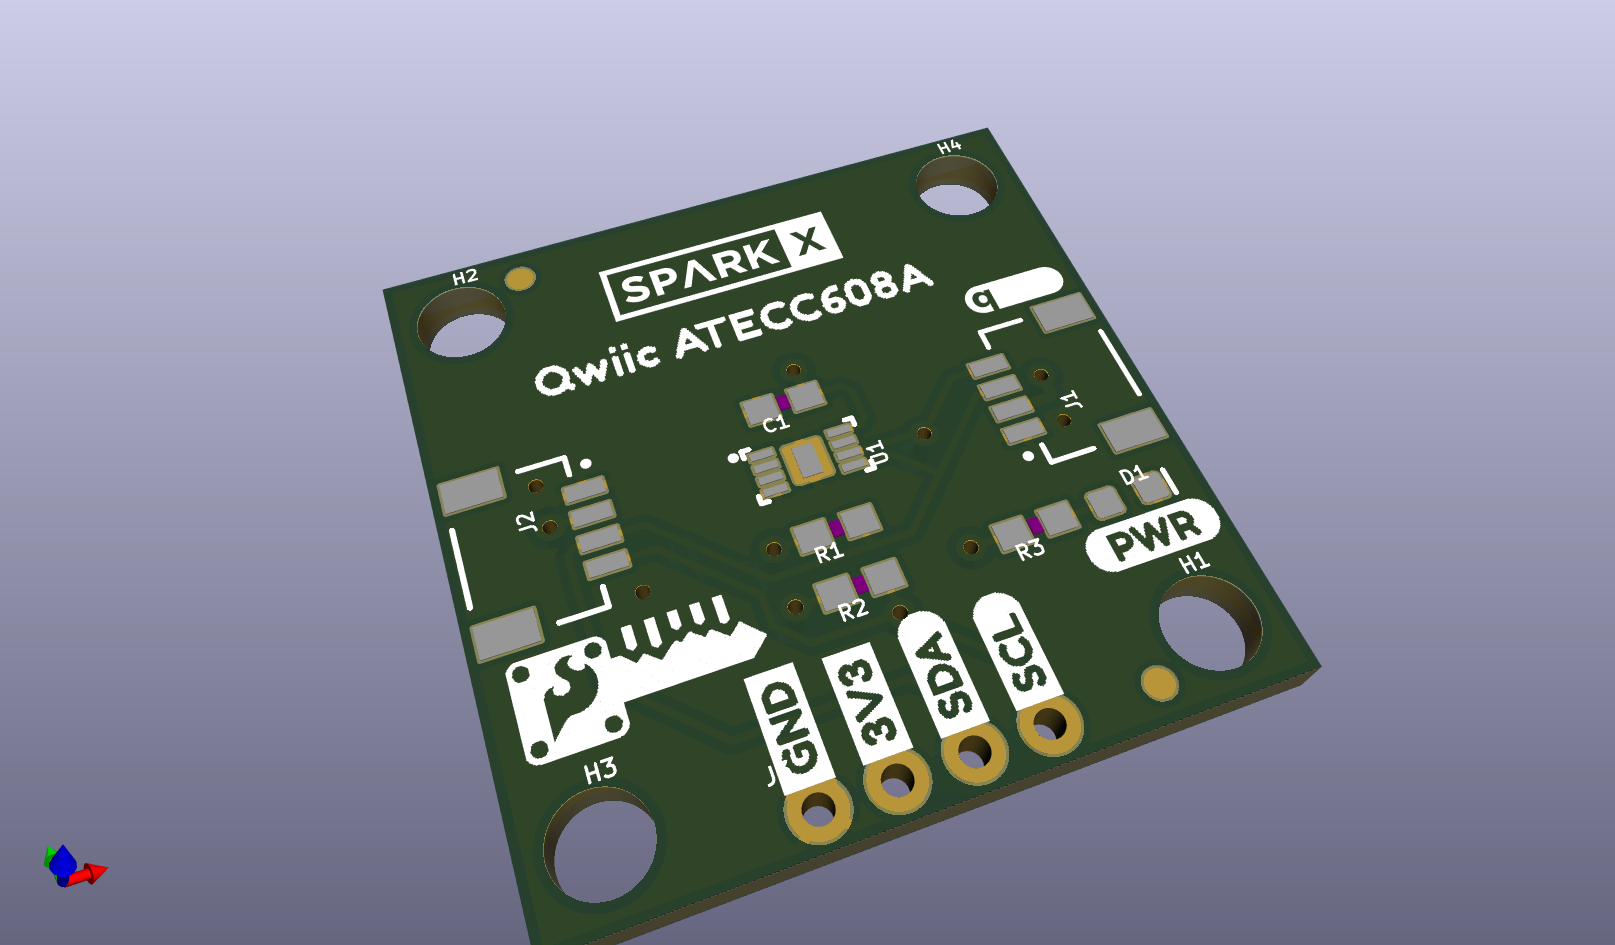 H4
H2
SPARK X
Qwiic ATECC608A
q
C1
J1
U1
D1
J2
R1
R3
PWR
R2
H1
SCL
SDA
3V3
GND
J
H3